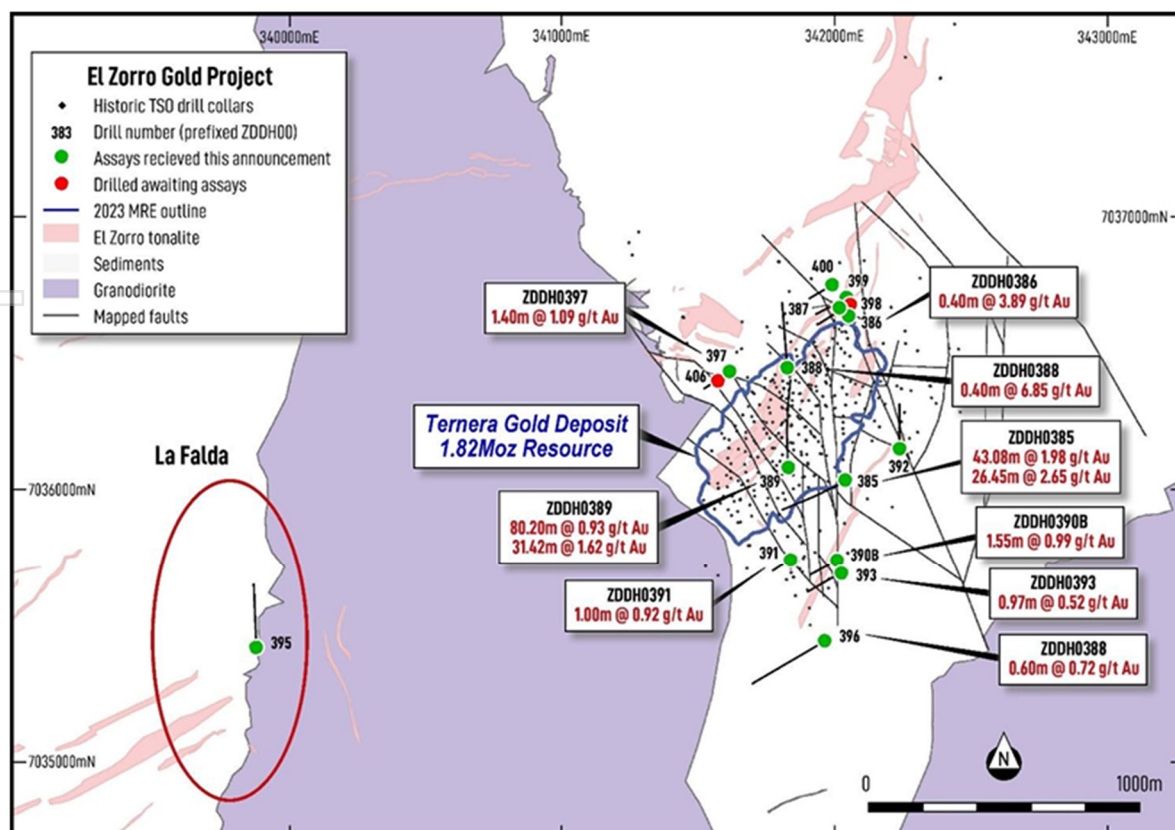 340000mE
341000mE
342000mE
343000mE
El Zorro Gold Project
Historic TSO drill collars
383 Drill number (prefixed ZDDH00)
Assays recieved this announcement
Drilled awaiting assays
2023 MRE outline
El Zorro tonalite
Sediments
Granodiorite
Mapped faults
7037000mN
400
399
398
387
386
ZDDH0386
0.40m @ 3.89 g/t Au
ZDDH0397
1.40m @ 1.09 g/t Au
397
406
388
ZDDH0388
0.40m @ 6.85 g/t Au
Ternera Gold Deposit
1.82Moz Resource
ZDDH0385
43.08m @ 1.98 g/t Au
26.45m @ 2.65 g/t Au
392
La Falda
7036000mN
389
385
ZDDH0389
80.20m @ 0.93 g/t Au
31.42m @ 1.62 g/t Au
ZDDH0390B
1.55m @ 0.99 g/t Au
391
390B
393
ZDDH0391
1.00m @ 0.92 g/t Au
ZDDH0393
0.97m @ 0.52 g/t Au
395
396
ZDDH0388
0.60m @ 0.72 g/t Au
7035000mN
N
0
1000m